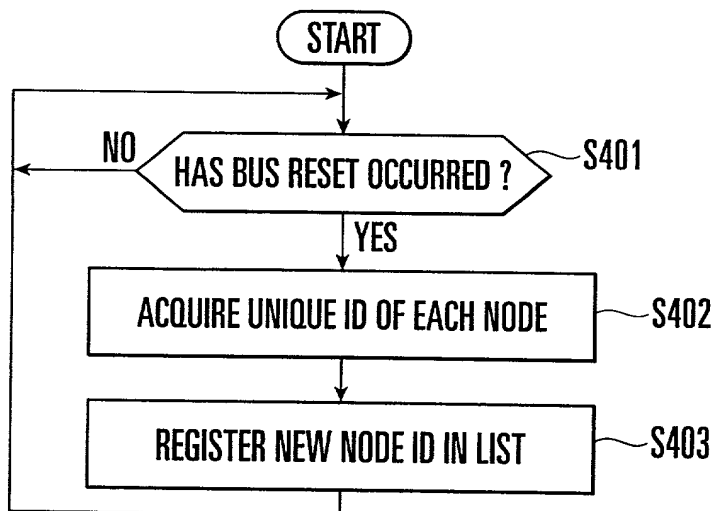 START
NO
HAS BUS RESET OCCURRED ?
S401
YES
ACQUIRE UNIQUE ID OF EACH NODE
S402
REGISTER NEW NODE ID IN LIST
S403